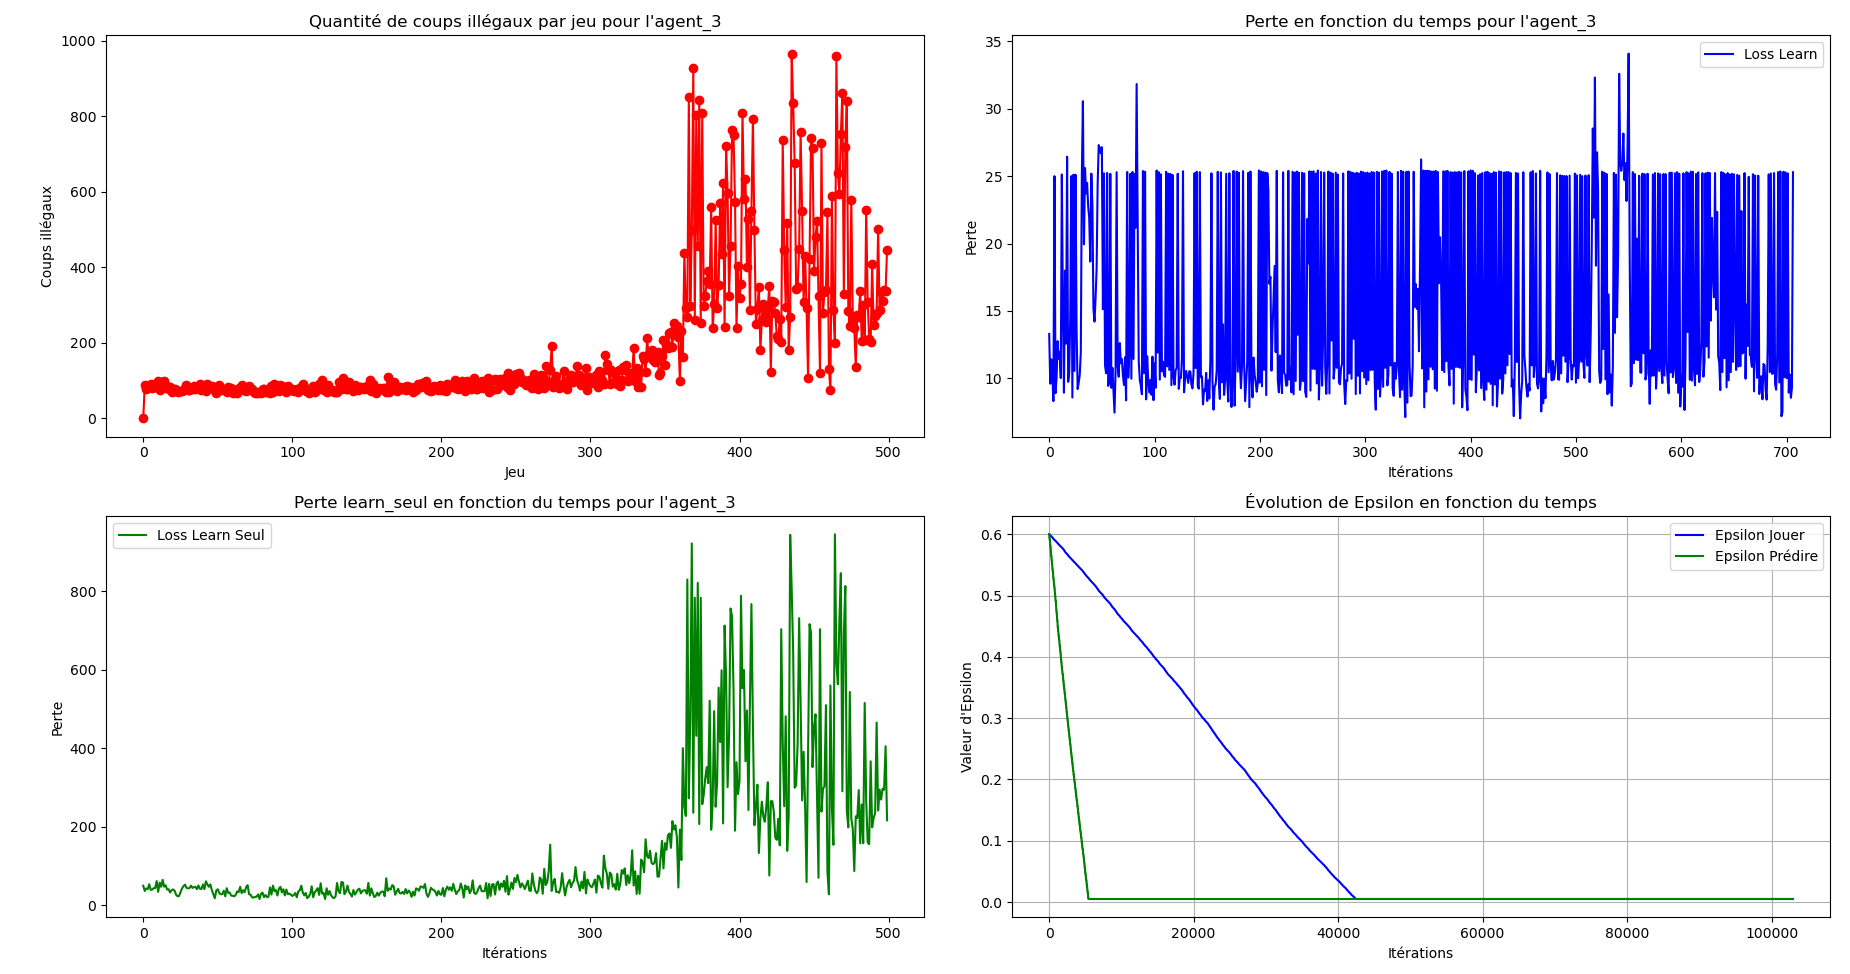 Quantité de coups illégaux par jeu pour l'agent_3
1000
800
600
400
200
0
Coups illégaux
0 100 200 300 400 500
Jeu
Perte en fonction du temps pour l'agent_3
Loss Learn
35
30
25
20
15
10
Perte
0 100 200 300 400 500 600 700
Itérations
Perte learn_seul en fonction du temps pour l'agent_3
Loss Learn Seul
800
600
400
200
0
Perte
0 100 200 300 400 500
Itérations
Évolution de Epsilon en fonction du temps
Epsilon Jouer
Epsilon Prédire
0.6
0.5
0.4
0.3
0.2
0.1
0.0
Valeur d'Epsilon
0 20000 40000 60000 80000 100000
Itérations